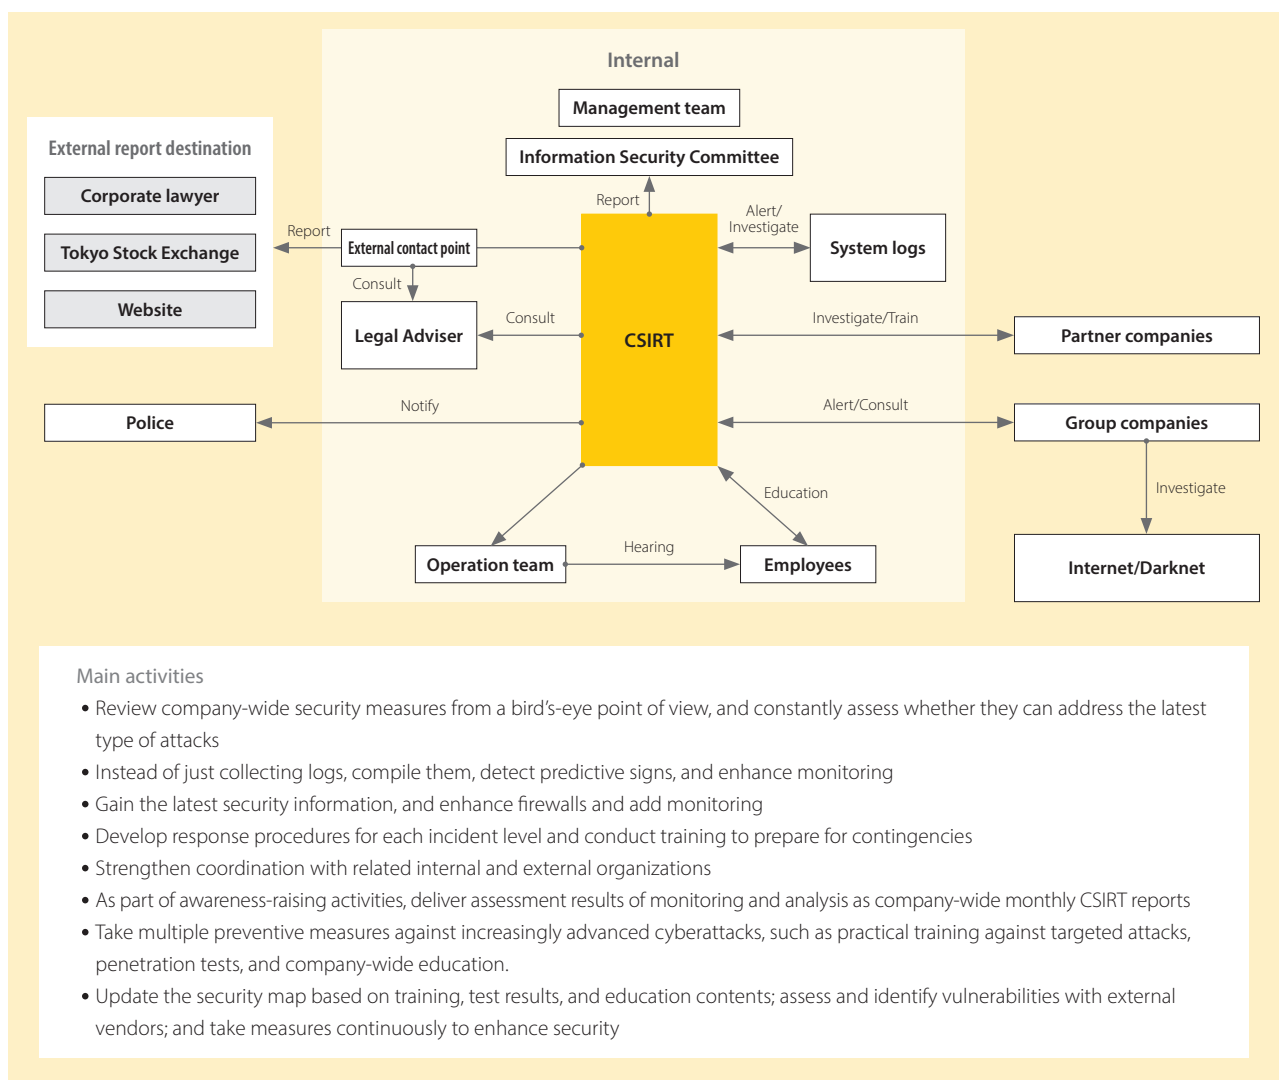 Internal
Management team
Information Security Committee
External report destination
Corporate lawyer
Tokyo Stock Exchange
Website
Report
Report
External contact point
Alert/
Investigate
System logs
Consult
Legal Adviser
Consult
CSIRT
Investigate/Train
Partner companies
Police
Notify
Alert/Consult
Group companies
Education
Investigate
Operation team
Hearing
Employees
Internet/Darknet
Main activities
• Review company-wide security measures from a bird’s-eye point of view, and constantly assess whether they can address the latest
type of attacks
• Instead of just collecting logs, compile them, detect predictive signs, and enhance monitoring
• Gain the latest security information, and enhance firewalls and add monitoring
• Develop response procedures for each incident level and conduct training to prepare for contingencies
• Strengthen coordination with related internal and external organizations
• As part of awareness-raising activities, deliver assessment results of monitoring and analysis as company-wide monthly CSIRT reports
• Take multiple preventive measures against increasingly advanced cyberattacks, such as practical training against targeted attacks,
penetration tests, and company-wide education.
• Update the security map based on training, test results, and education contents; assess and identify vulnerabilities with external
vendors; and take measures continuously to enhance security